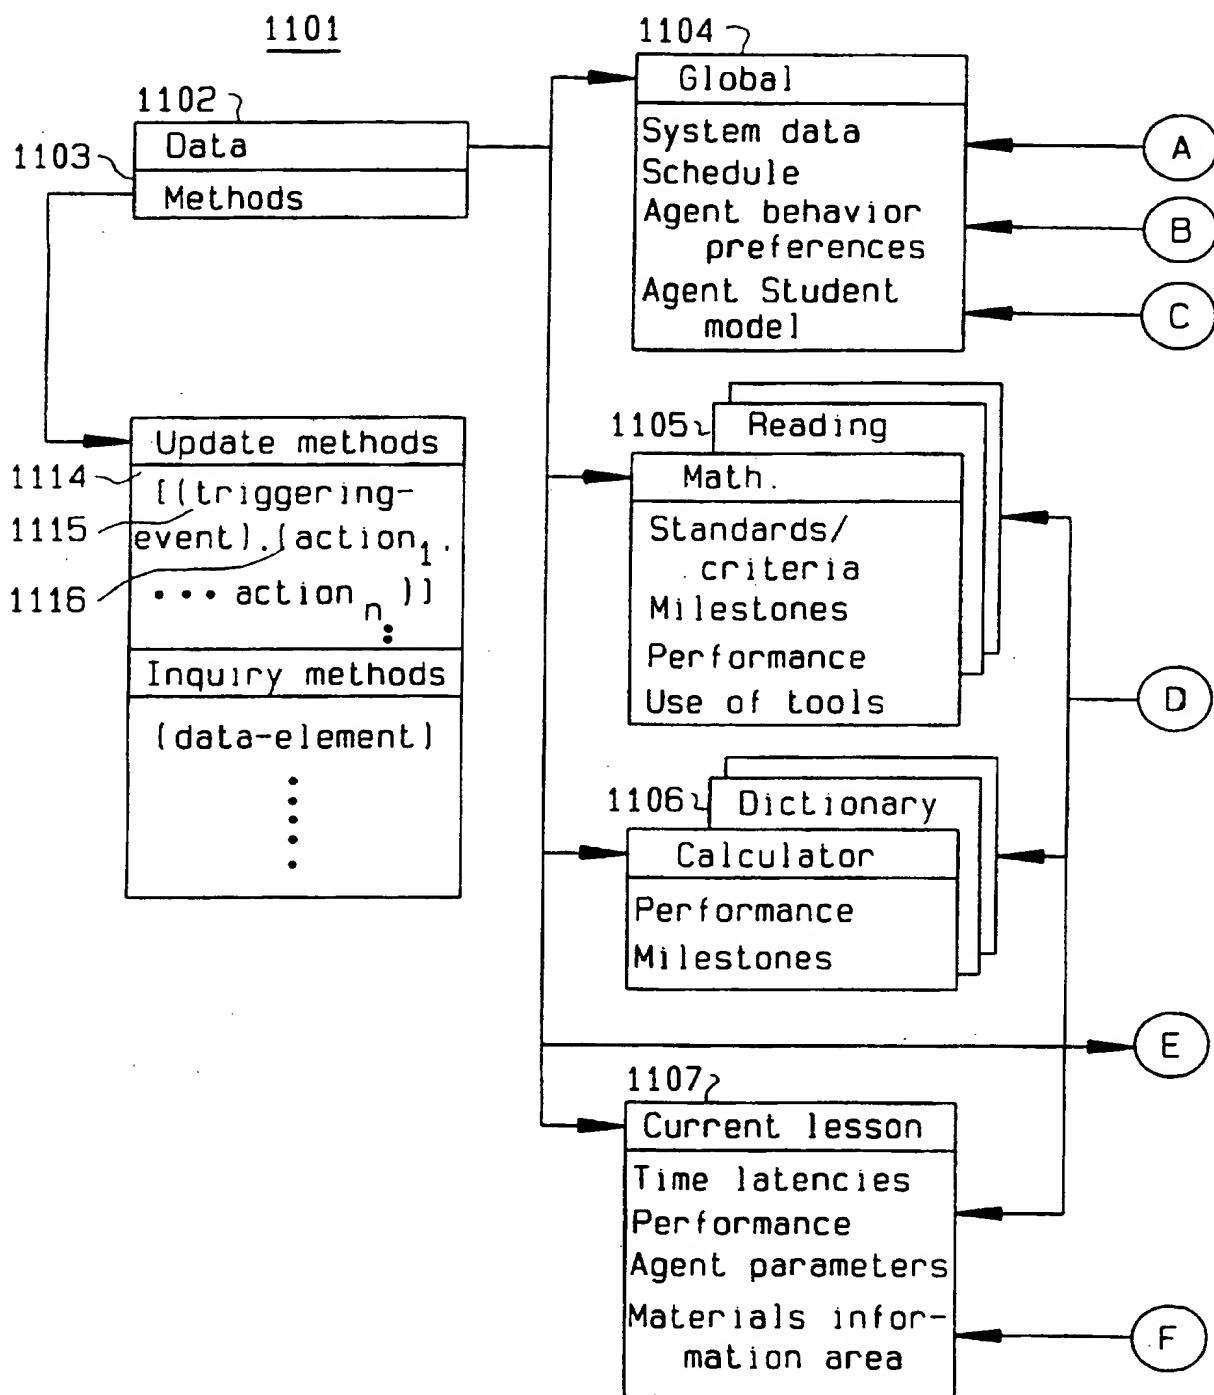 1101
1102
Data
1103
Methods
Update methods
1114
[(triggering-
1115
event).(action1.
1116
••• action n )]
Inquiry methods
(data-element)
1104
Global
System data
Schedule
Agent behavior
preferences
Agent Student
model
A
B
C
1105
Reading
Math.
Standards/
criteria
Milestones
Performance
Use of tools
D
1106
Dictionary
Calculator
Performance
Milestones
E
1107
Current lesson
Time latencies
Performance
Agent parameters
Materials infor-
mation area
F